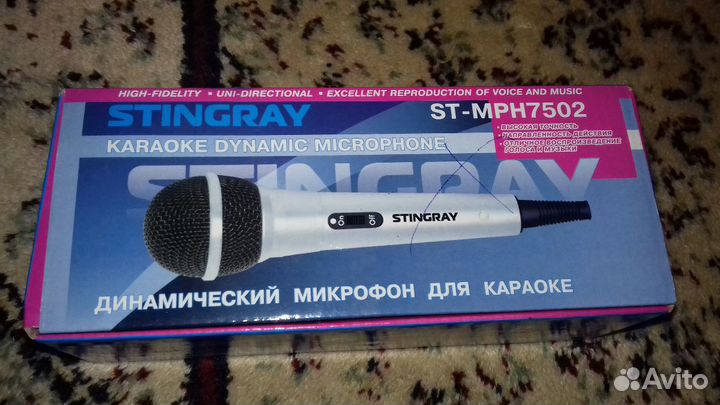 HIGH-FIDELITY • UNI-DIRECTIONAL • EXCELLENT REPRODUCTION OF VOICE AND MUSIC
STINGRAY
ST-MPH7502
KARAOKE DYNAMIC MICROPHONE
• ВЫСОКАЯ ТОЧНОСТЬ
• НАПРАВЛЕННОСТЬ ДЕЙСТВИЯ
• ОТЛИЧНОЕ ВОСПРОИЗВЕДЕНИЕ
ГОЛОСА И МУЗЫКИ
STINGRAY
On
Off
STINGRAY
ДИНАМИЧЕСКИЙ МИКРОФОН ДЛЯ КАРАОКЕ
Avito